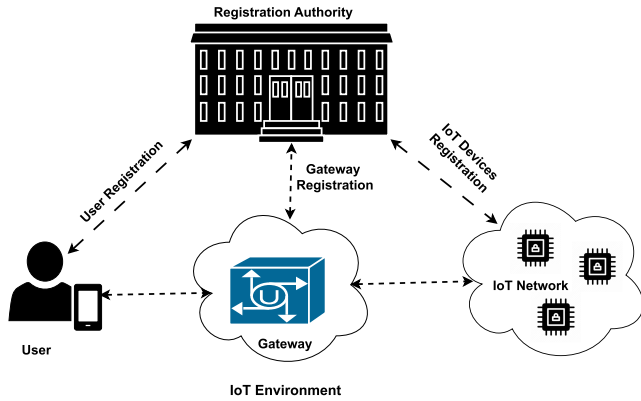 Registration Authority
User Registration
Gateway
Registration
IoT Devices
Registration
IoT Network
U
Gateway
User
IoT Environment